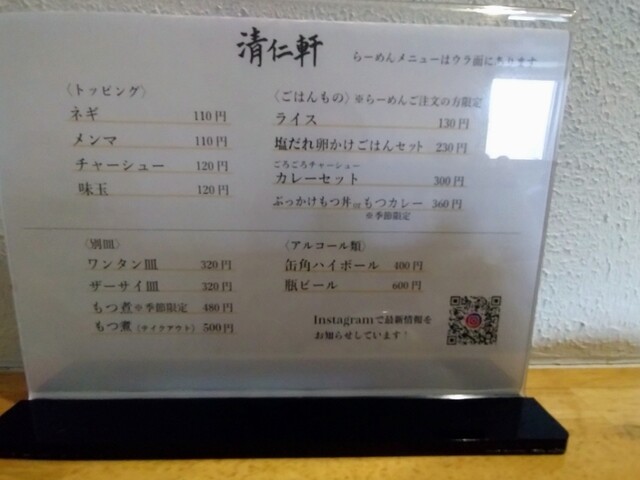 清仁軒 らーめんメニューはウラ面にあります
〈トッピング〉
ネギ 110円
メンマ 110円
チャーシュー 120円
味玉 120円
〈ごはんもの〉※らーめんご注文の方限定
ライス 130円
塩だれ卵かけごはんセット 230円
ごろごろチャーシュー
カレーセット 300円
ぶっかけもつ丼orもつカレー 360円
※季節限定
〈別皿〉
ワンタン皿 320円
ザーサイ皿 320円
もつ煮※季節限定 480円
もつ煮(テイクアウト) 500円
〈アルコール類〉
缶角ハイボール 400円
瓶ビール 600円
Instagramで最新情報を
お知らせしています!